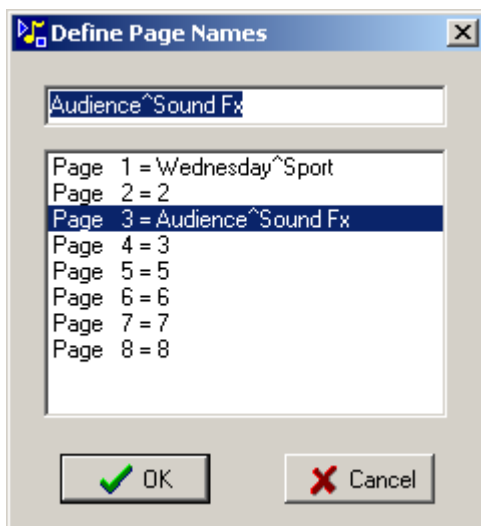 Define Page Names
Audience^Sound Fx
Page 1 = Wednesday^Sport
Page 2 = 2
Page 3 = Audience^Sound Fx
Page 4 = 3
Page 5 = 5
Page 6 = 6
Page 7 = 7
Page 8 = 8
OK
Cancel